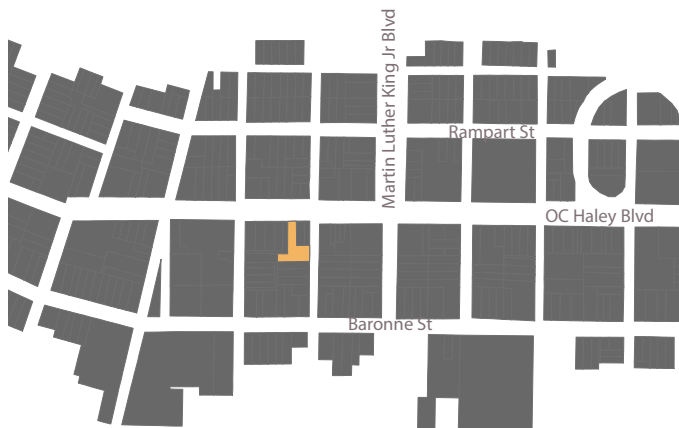 Martin Luther King Jr Blvd
Rampart St
OC Haley Blvd
Baronne St